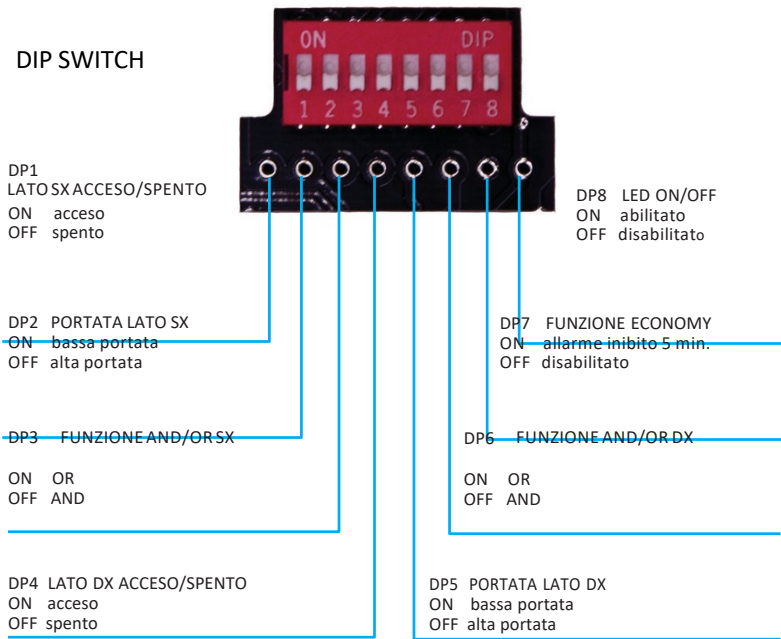 ON DIP
1 2 3 4 5 6 7 8
DIP SWITCH
DP1
LATO SX ACCESO/SPENTO
ON acceso
OFF spento
DP8 LED ON/OFF
ON abilitato
OFF disabilitato
DP2 PORTATA LATO SX
ON bassa portata
OFF alta portata
DP7 FUNZIONE ECONOMY
ON allarme inibito 5 min.
OFF disabilitato
DP3 FUNZIONE AND/OR SX
ON OR
OFF AND
DP6 FUNZIONE AND/OR DX
ON OR
OFF AND
DP4 LATO DX ACCESO/SPENTO
ON acceso
OFF spento
DP5 PORTATA LATO DX
ON bassa portata
OFF alta portata